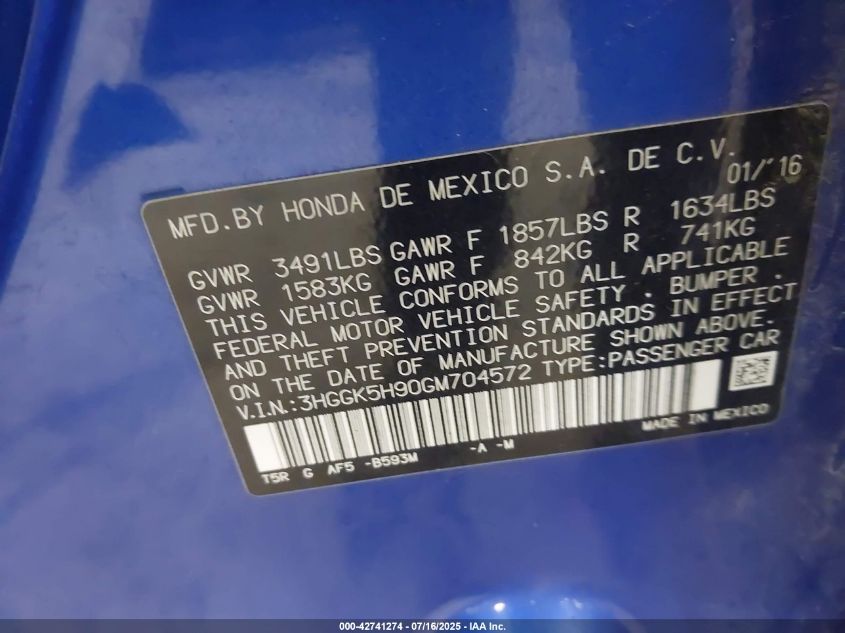 MFD.BY HONDA DE MEXICO S.A. DE C.V.
01/'16
GVWR 3491LBS GAWR F 1857LBS R 1634LBS
GVWR 1583KG GAWR F 842KG R 741KG
THIS VEHICLE CONFORMS TO ALL APPLICABLE
FEDERAL MOTOR VEHICLE SAFETY , BUMPER ,
AND THEFT PREVENTION STANDARDS IN EFFECT
ON THE DATE OF MANUFACTURE SHOWN ABOVE.
V.I.N.:3HGGK5H90GM704572 TYPE:PASSENGER CAR
T5R G AF5 -B593M -A -M MADE IN MEXICO
000-42741274 - 07/16/2025 - IAA Inc.